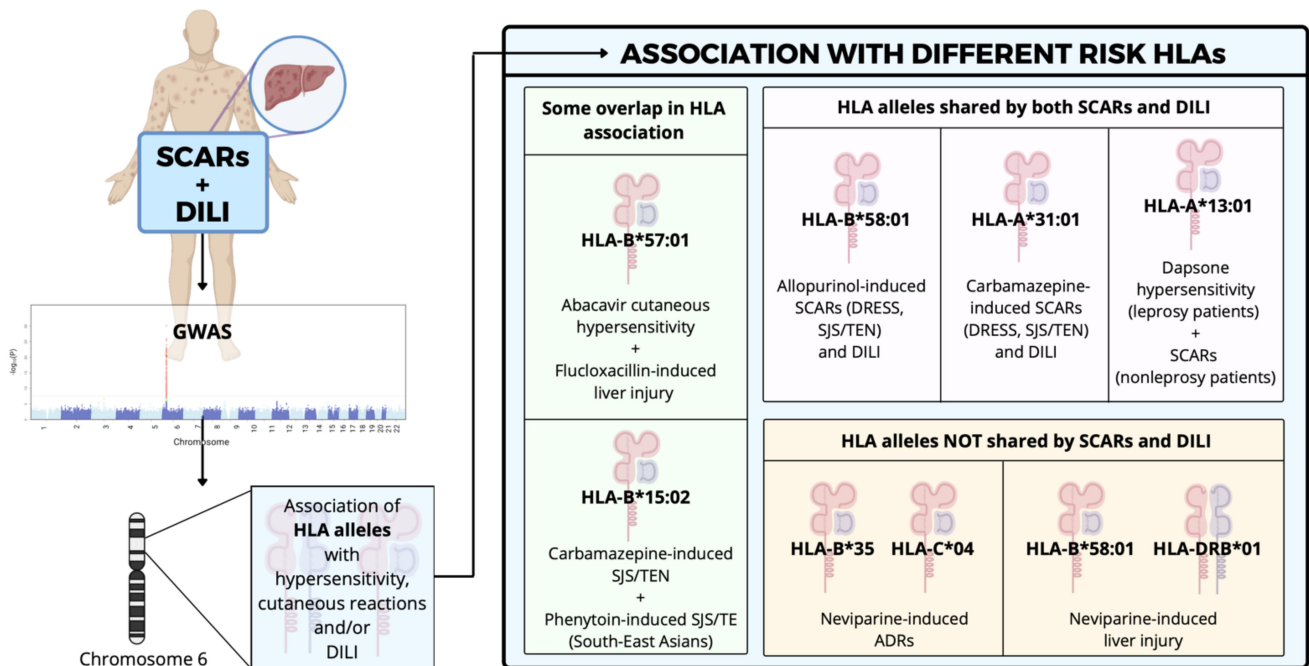 SCARs
+
DILI
GWAS
-log₁₀(P)
1 2 3 4 5 6 7 8 9 10 11 12 13 14 15 16 17 18 19 20 21 22
Chromosome
Chromosome 6
Association of
HLA alleles
with
hypersensitivity,
cutaneous reactions
and/or
DILI
ASSOCIATION WITH DIFFERENT RISK HLAs
Some overlap in HLA
association
HLA-B*57:01
Abacavir cutaneous
hypersensitivity
+
Flucloxacillin-induced
liver injury
HLA-B*15:02
Carbamazepine-induced
SJS/TEN
+
Phenytoin-induced SJS/TE
(South-East Asians)
HLA alleles shared by both SCARs and DILI
HLA-B*58:01
Allopurinol-induced
SCARs (DRESS,
SJS/TEN)
and DILI
HLA-A*31:01
Carbamazepine-
induced SCARs
(DRESS, SJS/TEN)
and DILI
HLA-A*13:01
Dapsone
hypersensitivity
(leprosy patients)
+
SCARs
(nonleprosy patients)
HLA alleles NOT shared by SCARs and DILI
HLA-B*35 HLA-C*04
Neviparine-induced
ADRs
HLA-B*58:01 HLA-DRB*01
Neviparine-induced
liver injury